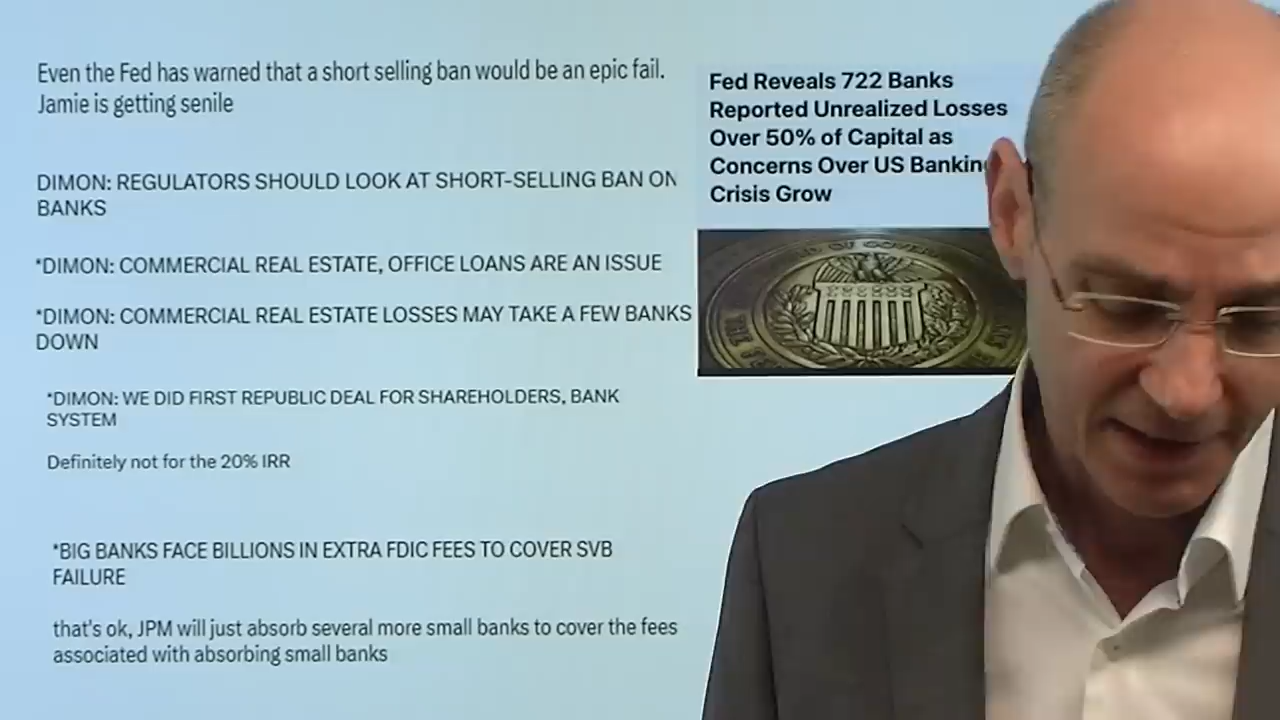 Even the Fed has warned that a short selling ban would be an epic fail.
Jamie is getting senile
DIMON: REGULATORS SHOULD LOOK AT SHORT-SELLING BAN ON
BANKS
*DIMON: COMMERCIAL REAL ESTATE, OFFICE LOANS ARE AN ISSUE
*DIMON: COMMERCIAL REAL ESTATE LOSSES MAY TAKE A FEW BANKS
DOWN
*DIMON: WE DID FIRST REPUBLIC DEAL FOR SHAREHOLDERS, BANK
SYSTEM
Definitely not for the 20% IRR
*BIG BANKS FACE BILLIONS IN EXTRA FDIC FEES TO COVER SVB
FAILURE
that's ok, JPM will just absorb several more small banks to cover the fees
associated with absorbing small banks
Fed Reveals 722 Banks
Reported Unrealized Losses
Over 50% of Capital as
Concerns Over US Bankin
Crisis Grow
OF GOVE